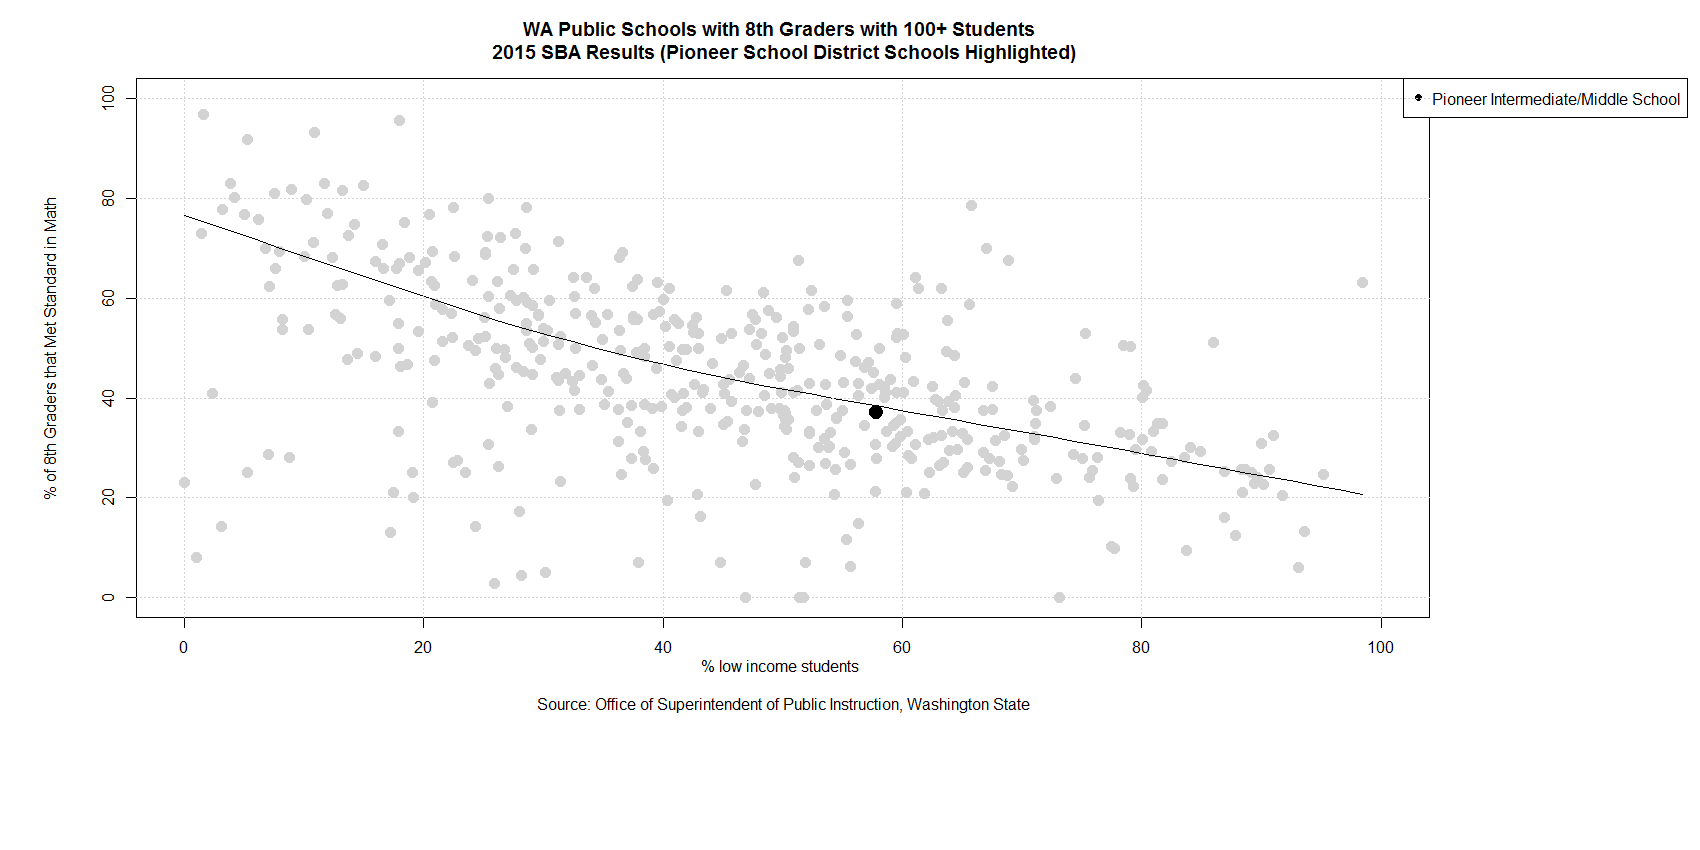 WA Public Schools with 8th Graders with 100+ Students
2015 SBA Results (Pioneer School District Schools Highlighted)
Pioneer Intermediate/Middle School
% of 8th Graders that Met Standard in Math
100
80
60
40
20
0
0 20 40 60 80 100
% low income students
Source: Office of Superintendent of Public Instruction, Washington State